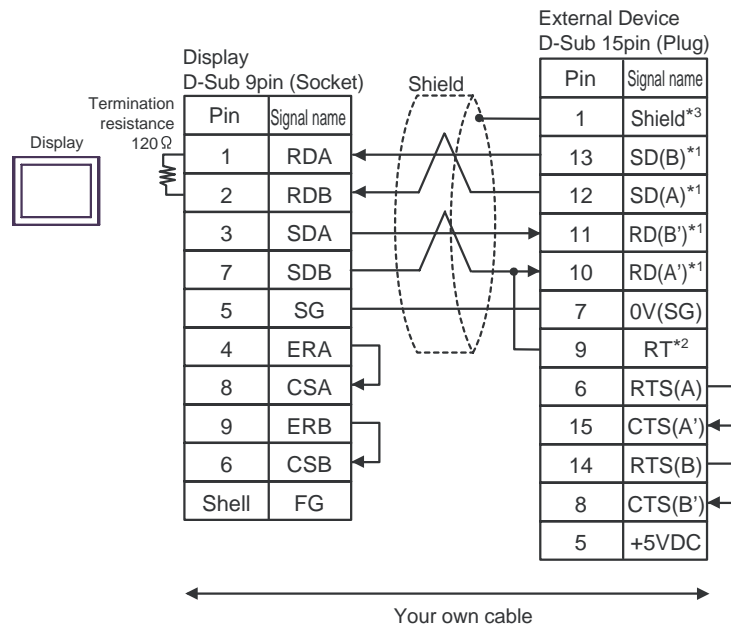 External Device
D-Sub 15pin (Plug)
Display
D-Sub 9pin (Socket)
Shield
Termination
resistance
120Ω
Display
Pin Signal name
1 RDA
2 RDB
3 SDA
7 SDB
5 SG
4 ERA
8 CSA
9 ERB
6 CSB
Shell FG
Pin Signal name
1 Shield*3
13 SD(B)*1
12 SD(A)*1
11 RD(B')*1
10 RD(A')*1
7 0V(SG)
9 RT*2
6 RTS(A)
15 CTS(A')
14 RTS(B)
8 CTS(B')
5 +5VDC
Your own cable